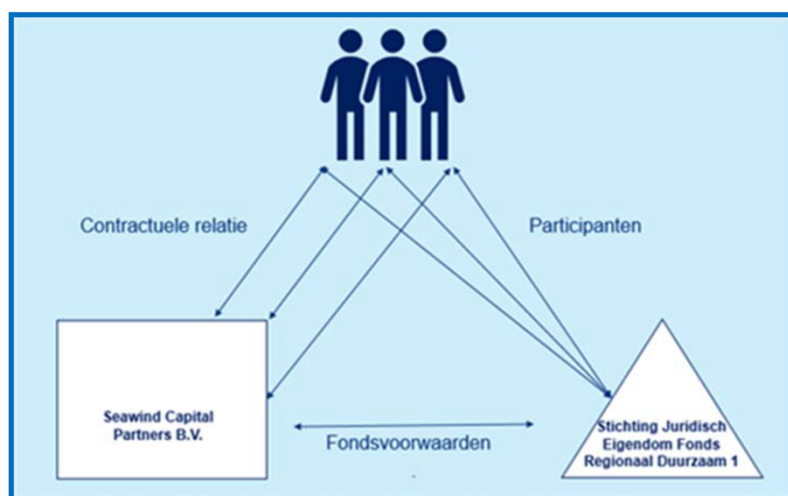 Contractuele relatie
Participanten
Seawind Capital
Partners B.V.
Fondsvoorwaarden
Stichting Juridisch
Eigendom Fonds
Regionaal Duurzaam 1